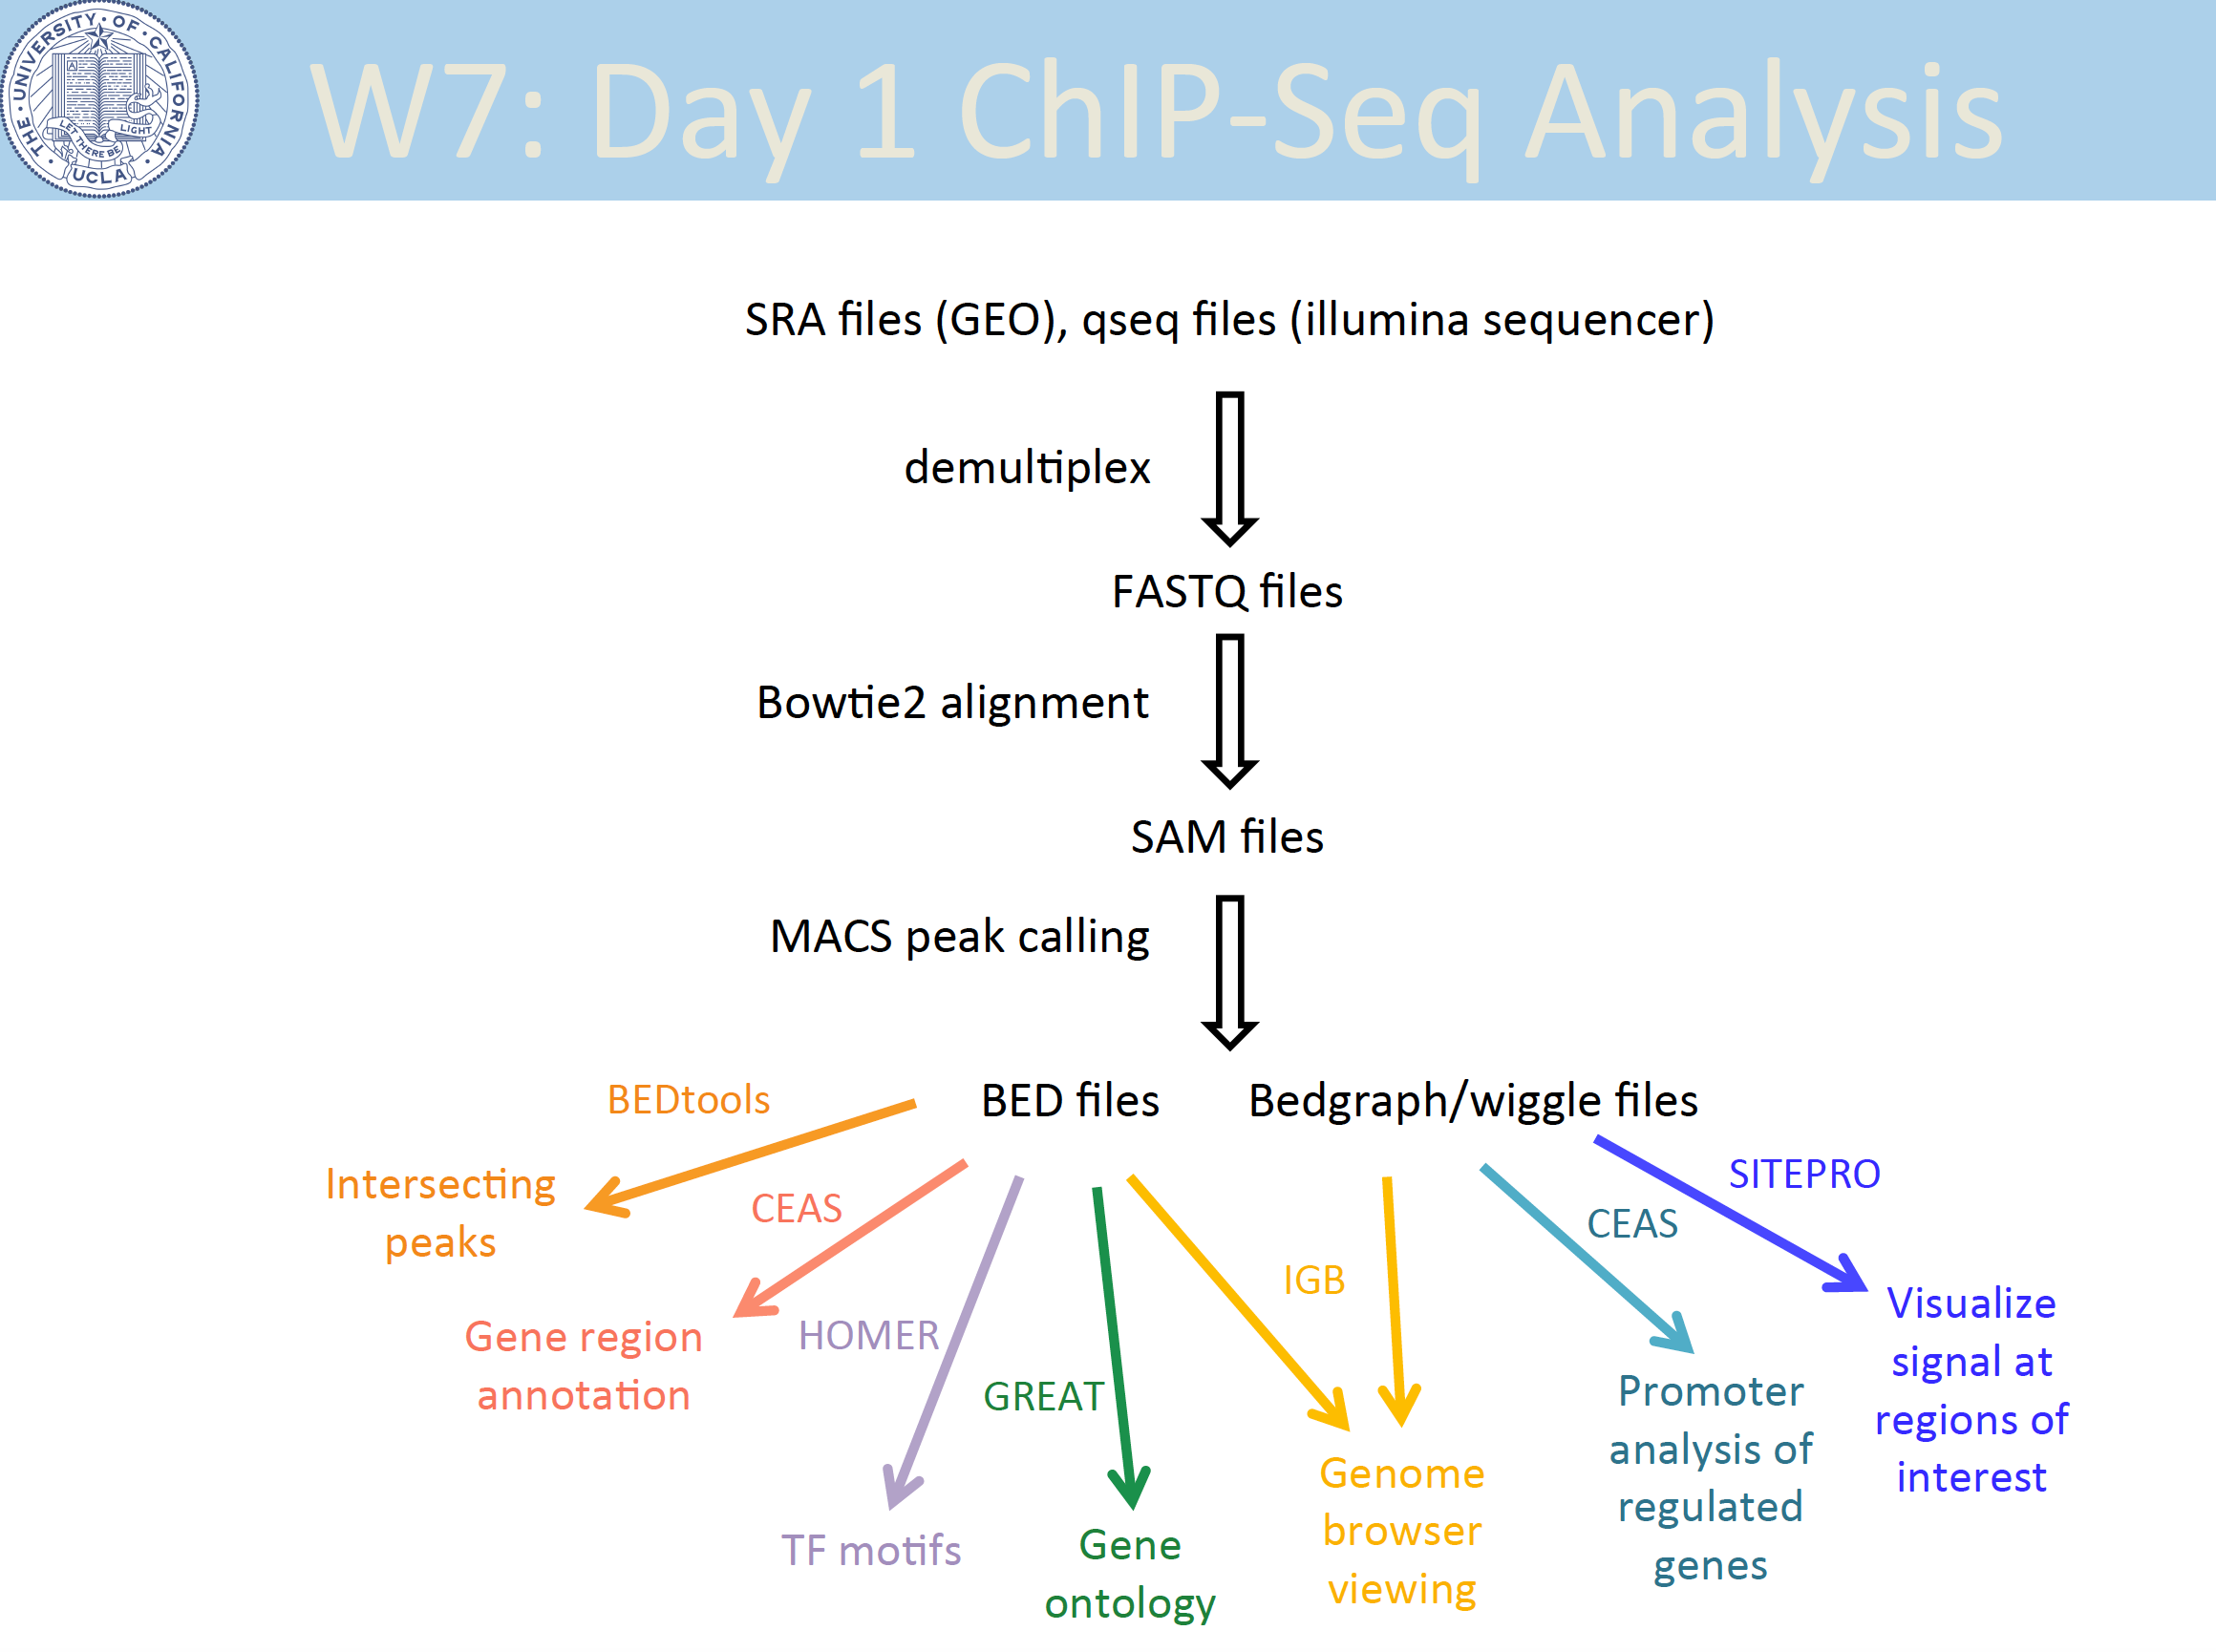 THE • UNIVERSITY • OF • CALIFORNIA •
A
LET THERE BE LIGHT
UCLA
W7: Day 1 ChIP-Seq Analysis
SRA files (GEO), qseq files (illumina sequencer)
demultiplex
FASTQ files
Bowtie2 alignment
SAM files
MACS peak calling
BED files
Bedgraph/wiggle files
BEDtools
Intersecting
peaks
CEAS
Gene region
annotation
HOMER
TF motifs
GREAT
Gene
ontology
IGB
Genome
browser
viewing
CEAS
Promoter
analysis of
regulated
genes
SITEPRO
Visualize
signal at
regions of
interest